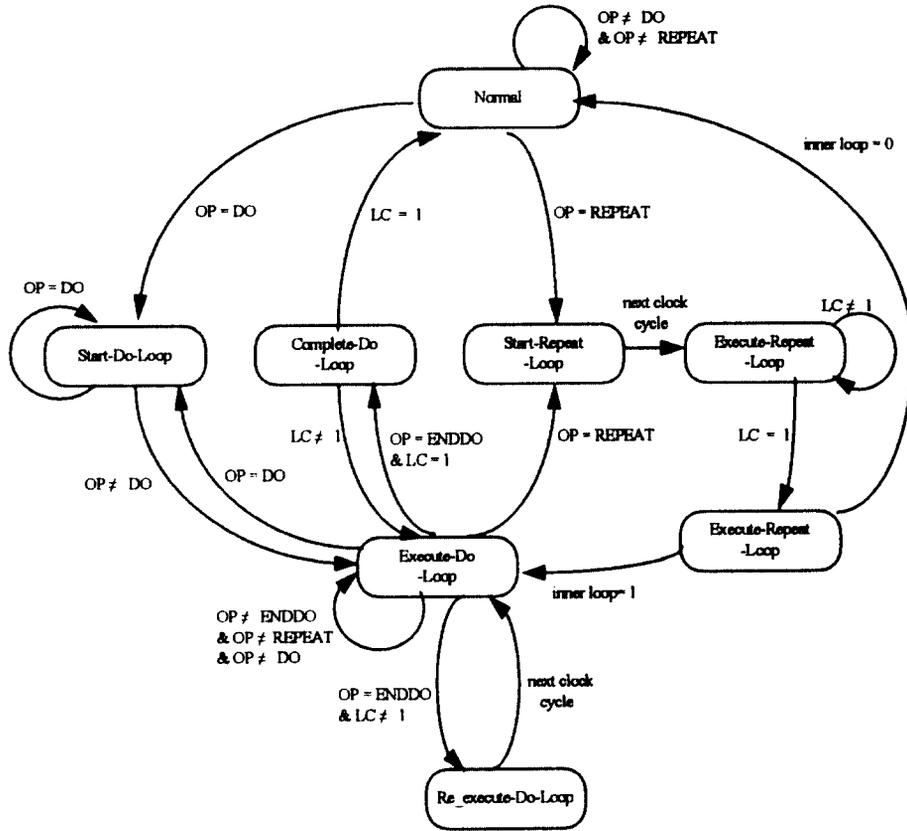 OP ≠ DO
& OP ≠ REPEAT
Normal
inner loop = 0
OP = DO
LC = 1
OP = REPEAT
OP = DO
next clock
cycle
LC ≠ 1
Start-Do-Loop
Complete-Do
-Loop
Start-Repeat
-Loop
Execute-Repeat
-Loop
LC ≠ 1
OP = ENDDO
& LC = 1
OP = REPEAT
LC = 1
OP ≠ DO
OP = DO
Execute-Repeat
-Loop
Execute-Do
-Loop
inner loop= 1
OP ≠ ENDDO
& OP ≠ REPEAT
& OP ≠ DO
OP = ENDDO
& LC ≠ 1
next clock
cycle
Re_execute-Do-Loop